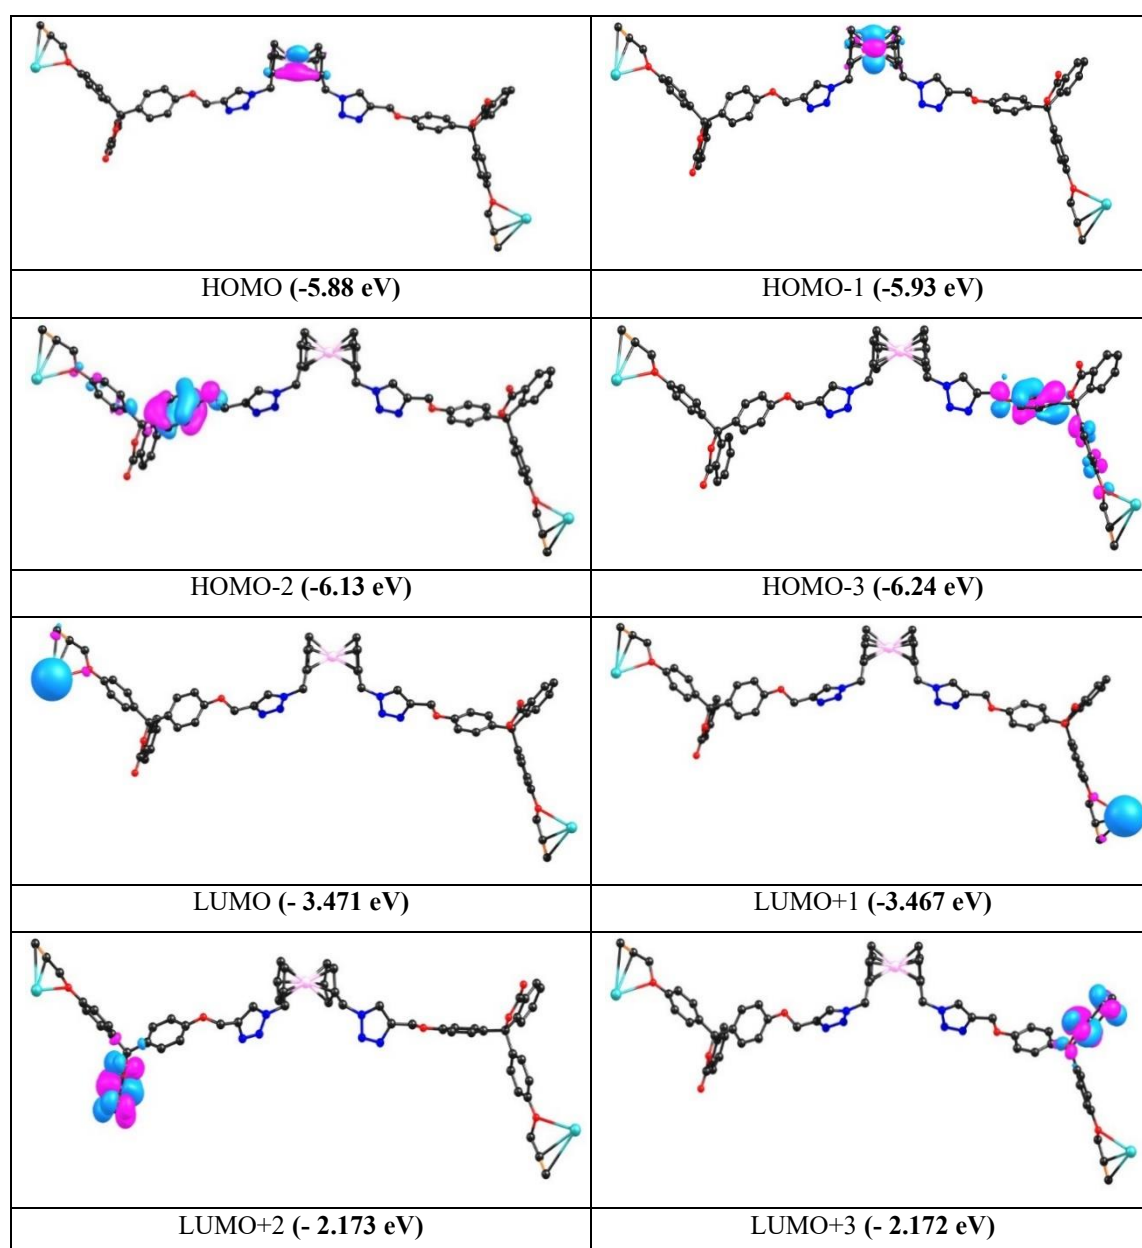 HOMO (-5.88 eV)
HOMO-1 (-5.93 eV)
HOMO-2 (-6.13 eV)
HOMO-3 (-6.24 eV)
LUMO (- 3.471 eV)
LUMO+1 (-3.467 eV)
LUMO+2 (- 2.173 eV)
LUMO+3 (- 2.172 eV)